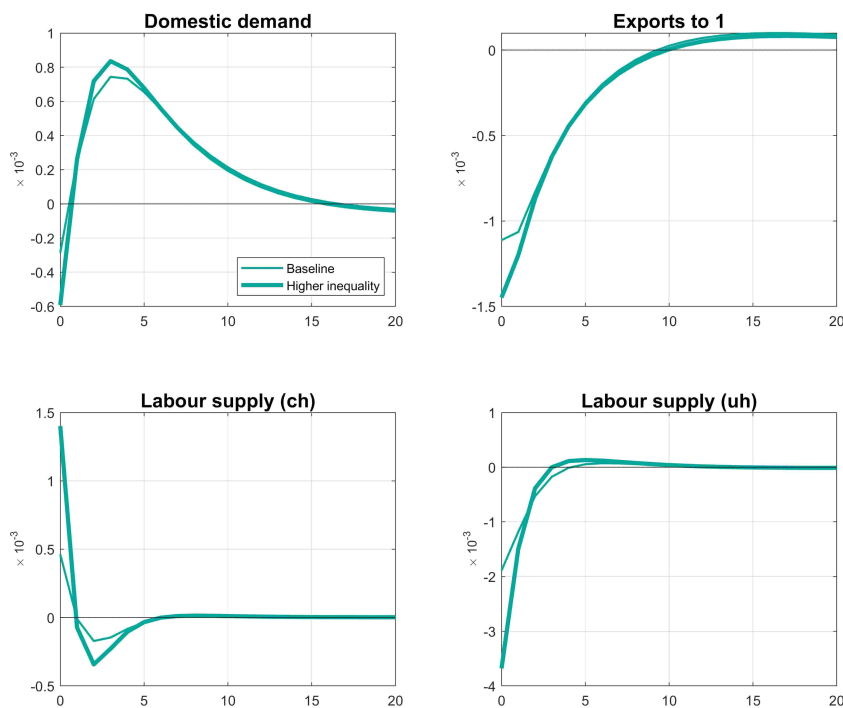 Domestic demand
1
0.8
0.6
0.4
0.2
0
-0.2
-0.4
-0.6
× 10-3
0 5 10 15 20
Baseline
Higher inequality
Exports to 1
0
-0.5
-1
-1.5
× 10-3
0 5 10 15 20
Labour supply (ch)
1.5
1
0.5
0
-0.5
× 10-3
0 5 10 15 20
Labour supply (uh)
1
0
-1
-2
-3
-4
× 10-3
0 5 10 15 20